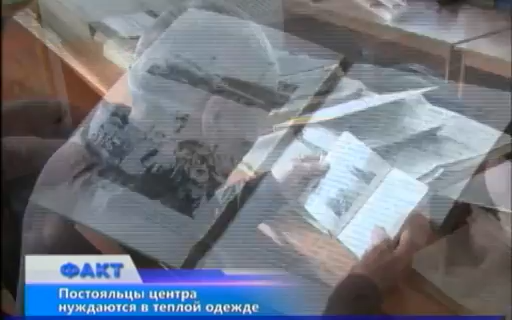 ФАКТ
Постояльцы центра
нуждаются в теплой одежде